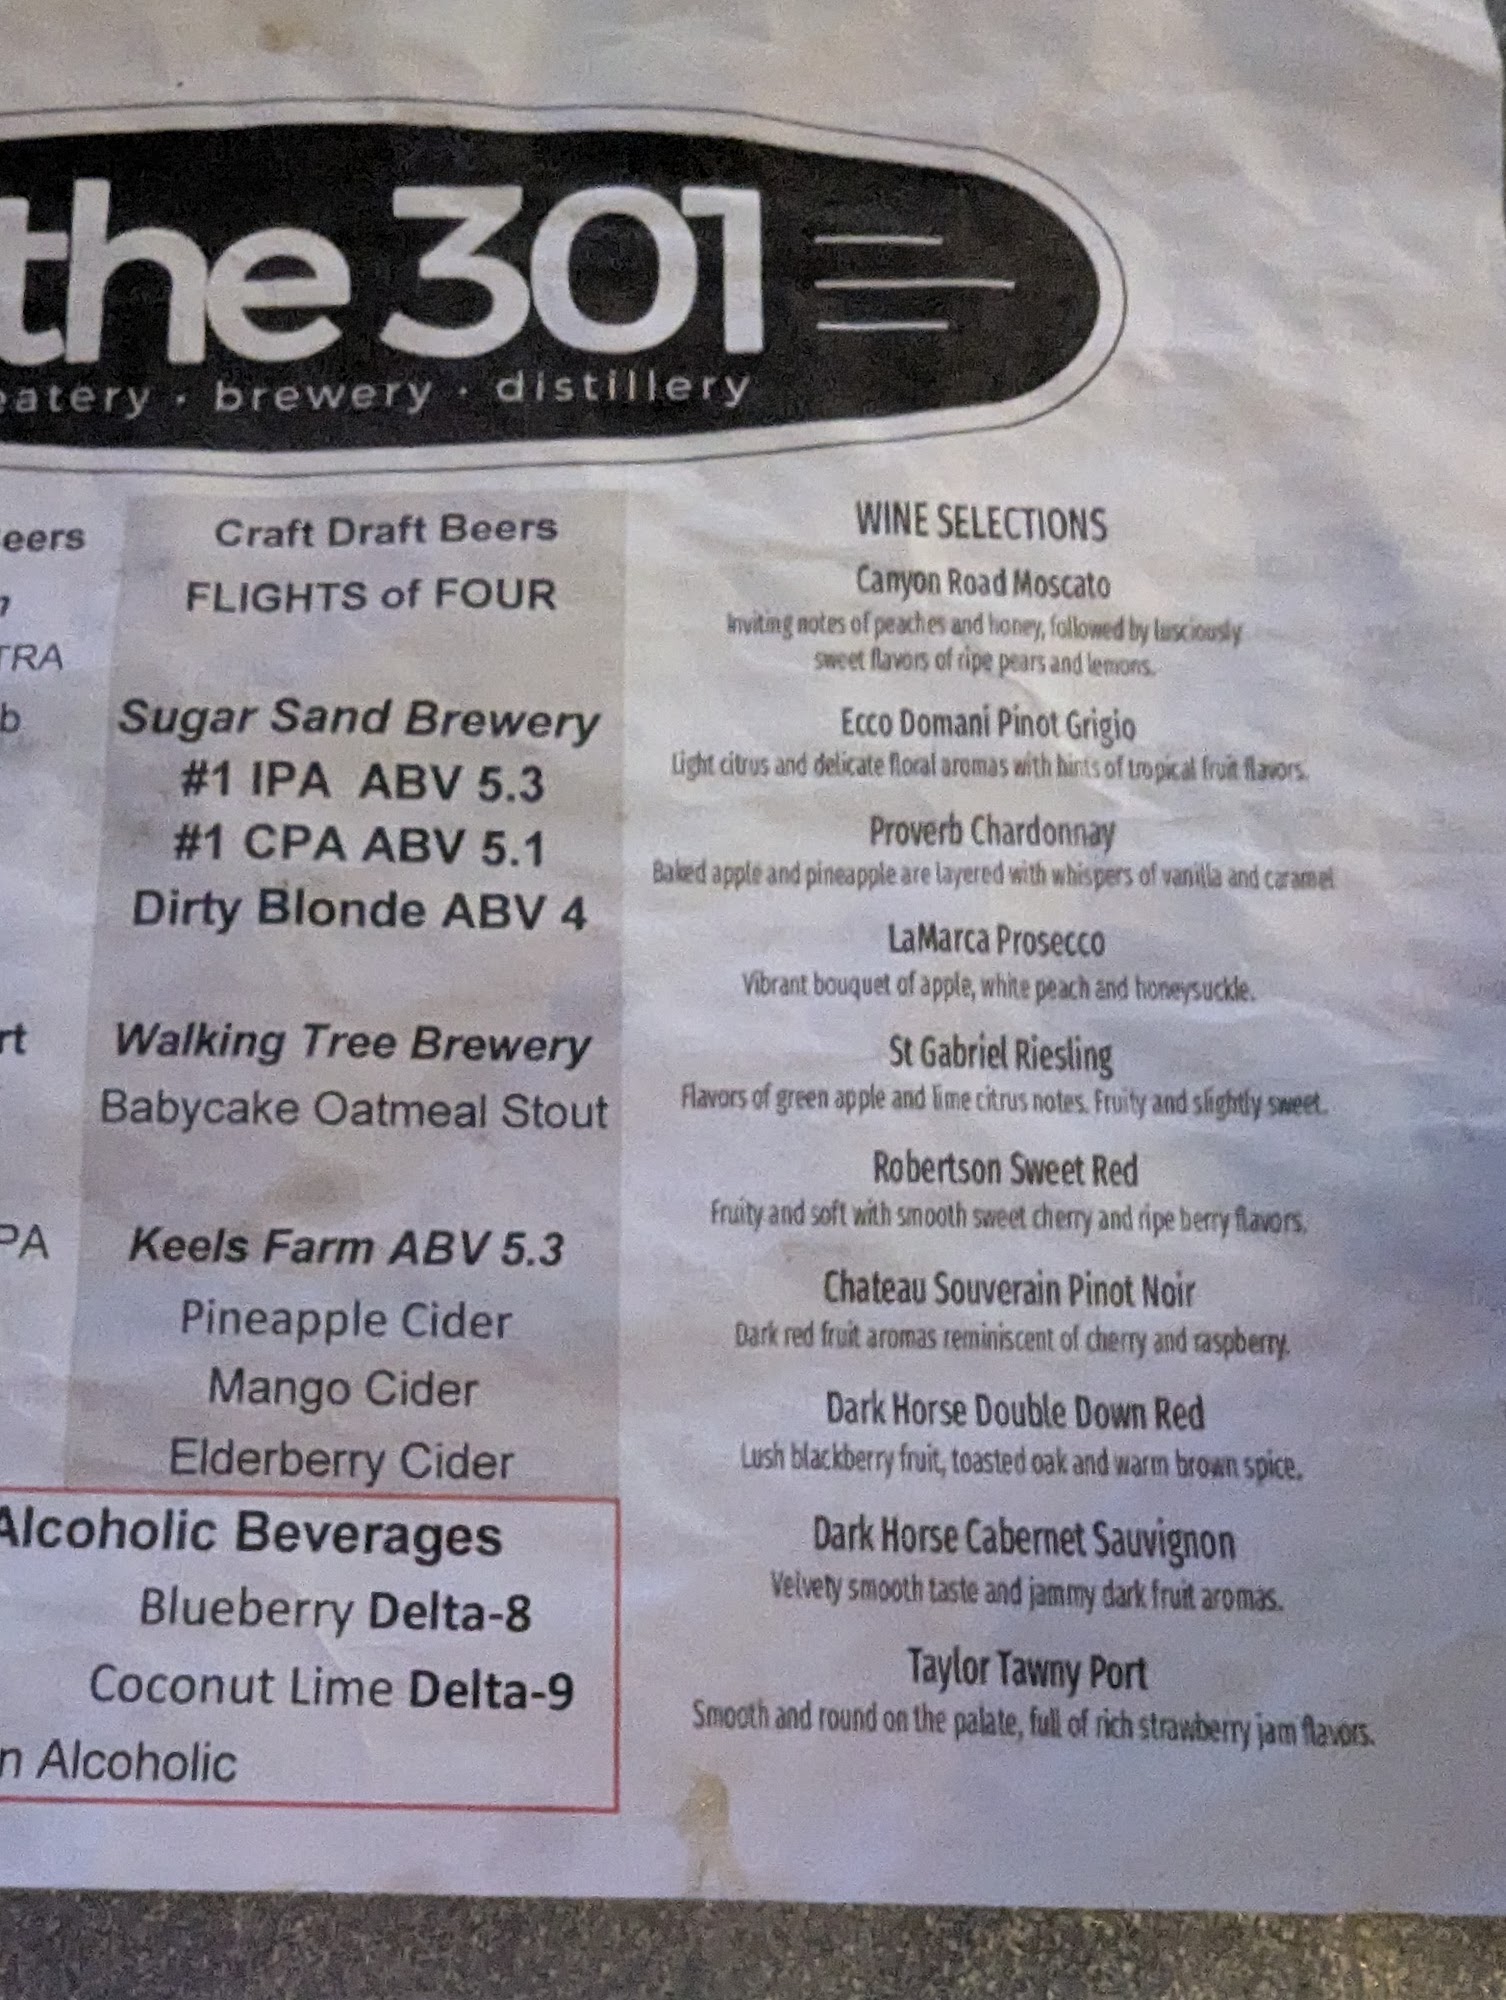 the 301
eatery · brewery · distillery
eers
TRA
b
rt
PA
Craft Draft Beers
FLIGHTS of FOUR
Sugar Sand Brewery
#1 IPA ABV 5.3
#1 CPA ABV 5.1
Dirty Blonde ABV 4
Walking Tree Brewery
Babycake Oatmeal Stout
Keels Farm ABV 5.3
Pineapple Cider
Mango Cider
Elderberry Cider
Alcoholic Beverages
Blueberry Delta-8
Coconut Lime Delta-9
n Alcoholic
WINE SELECTIONS
Canyon Road Moscato
Inviting notes of peaches and honey, followed by lusciously
sweet flavors of ripe pears and lemons.
Ecco Domani Pinot Grigio
Light citrus and delicate floral aromas with hints of tropical fruit flavors.
Proverb Chardonnay
Baked apple and pineapple are layered with whispers of vanilla and caramel
LaMarca Prosecco
Vibrant bouquet of apple, white peach and honeysuckle.
St Gabriel Riesling
Flavors of green apple and lime citrus notes. Fruity and slightly sweet.
Robertson Sweet Red
Fruity and soft with smooth sweet cherry and ripe berry flavors.
Chateau Souverain Pinot Noir
Dark red fruit aromas reminiscent of cherry and raspberry.
Dark Horse Double Down Red
Lush blackberry fruit, toasted oak and warm brown spice.
Dark Horse Cabernet Sauvignon
Velvety smooth taste and jammy dark fruit aromas.
Taylor Tawny Port
Smooth and round on the palate, full of rich strawberry jam flavors.